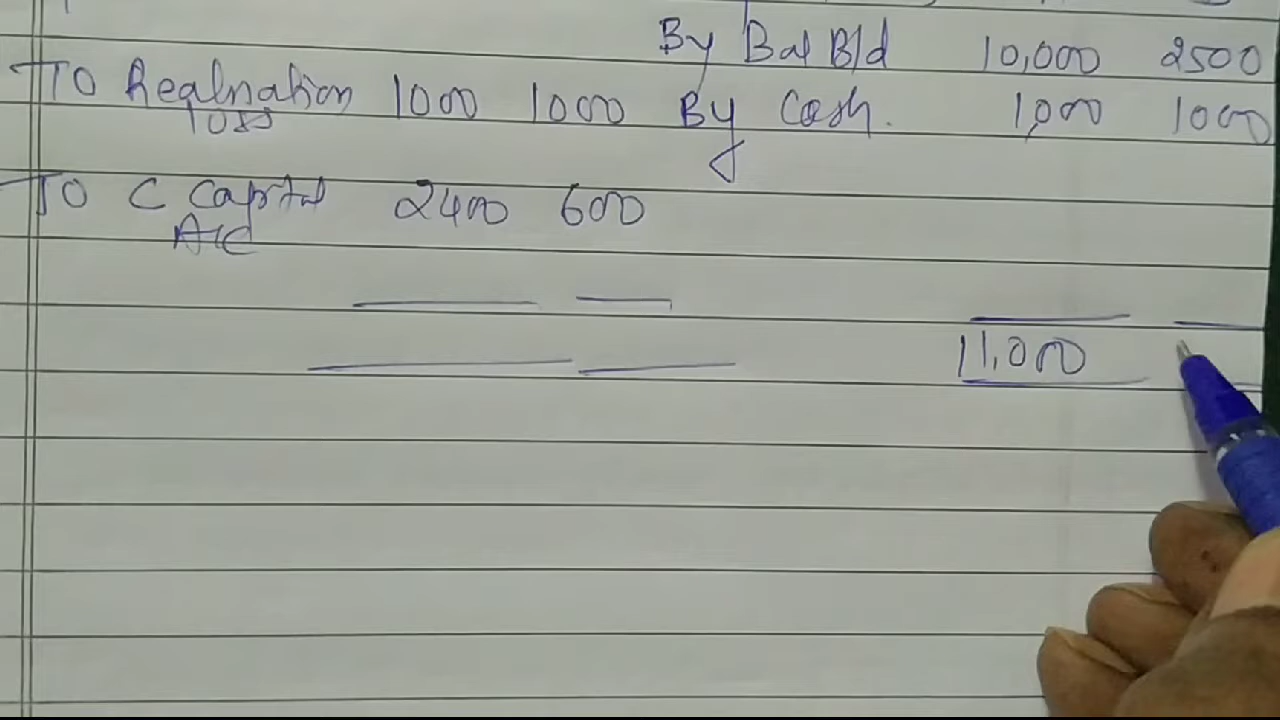 By Bal B/d 10,000 2500
TO Realnation 1000 1000 By Cash. 1,000 1000
loss
TO C Capital 2400 600
A/C
11,000